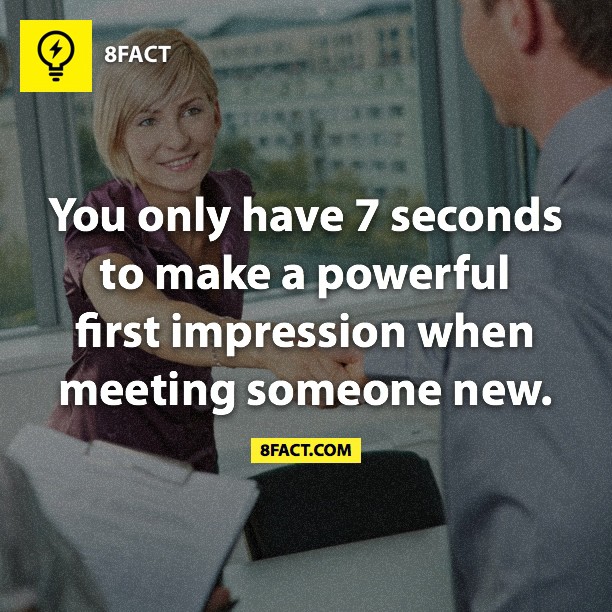 8FACT
You only have 7 seconds
to make a powerful
first impression when
meeting someone new.
8FACT.COM